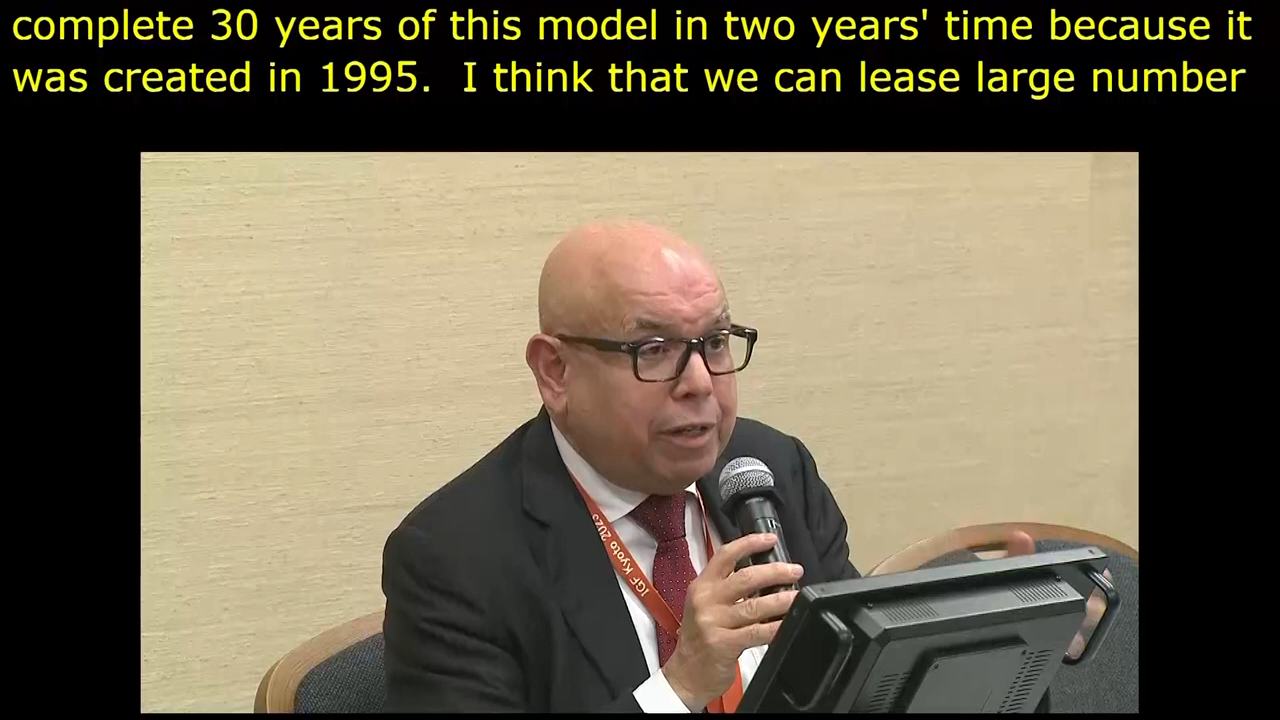 complete 30 years of this model in two years' time because it
was created in 1995.  I think that we can lease large number
IGF Kyoto 2023